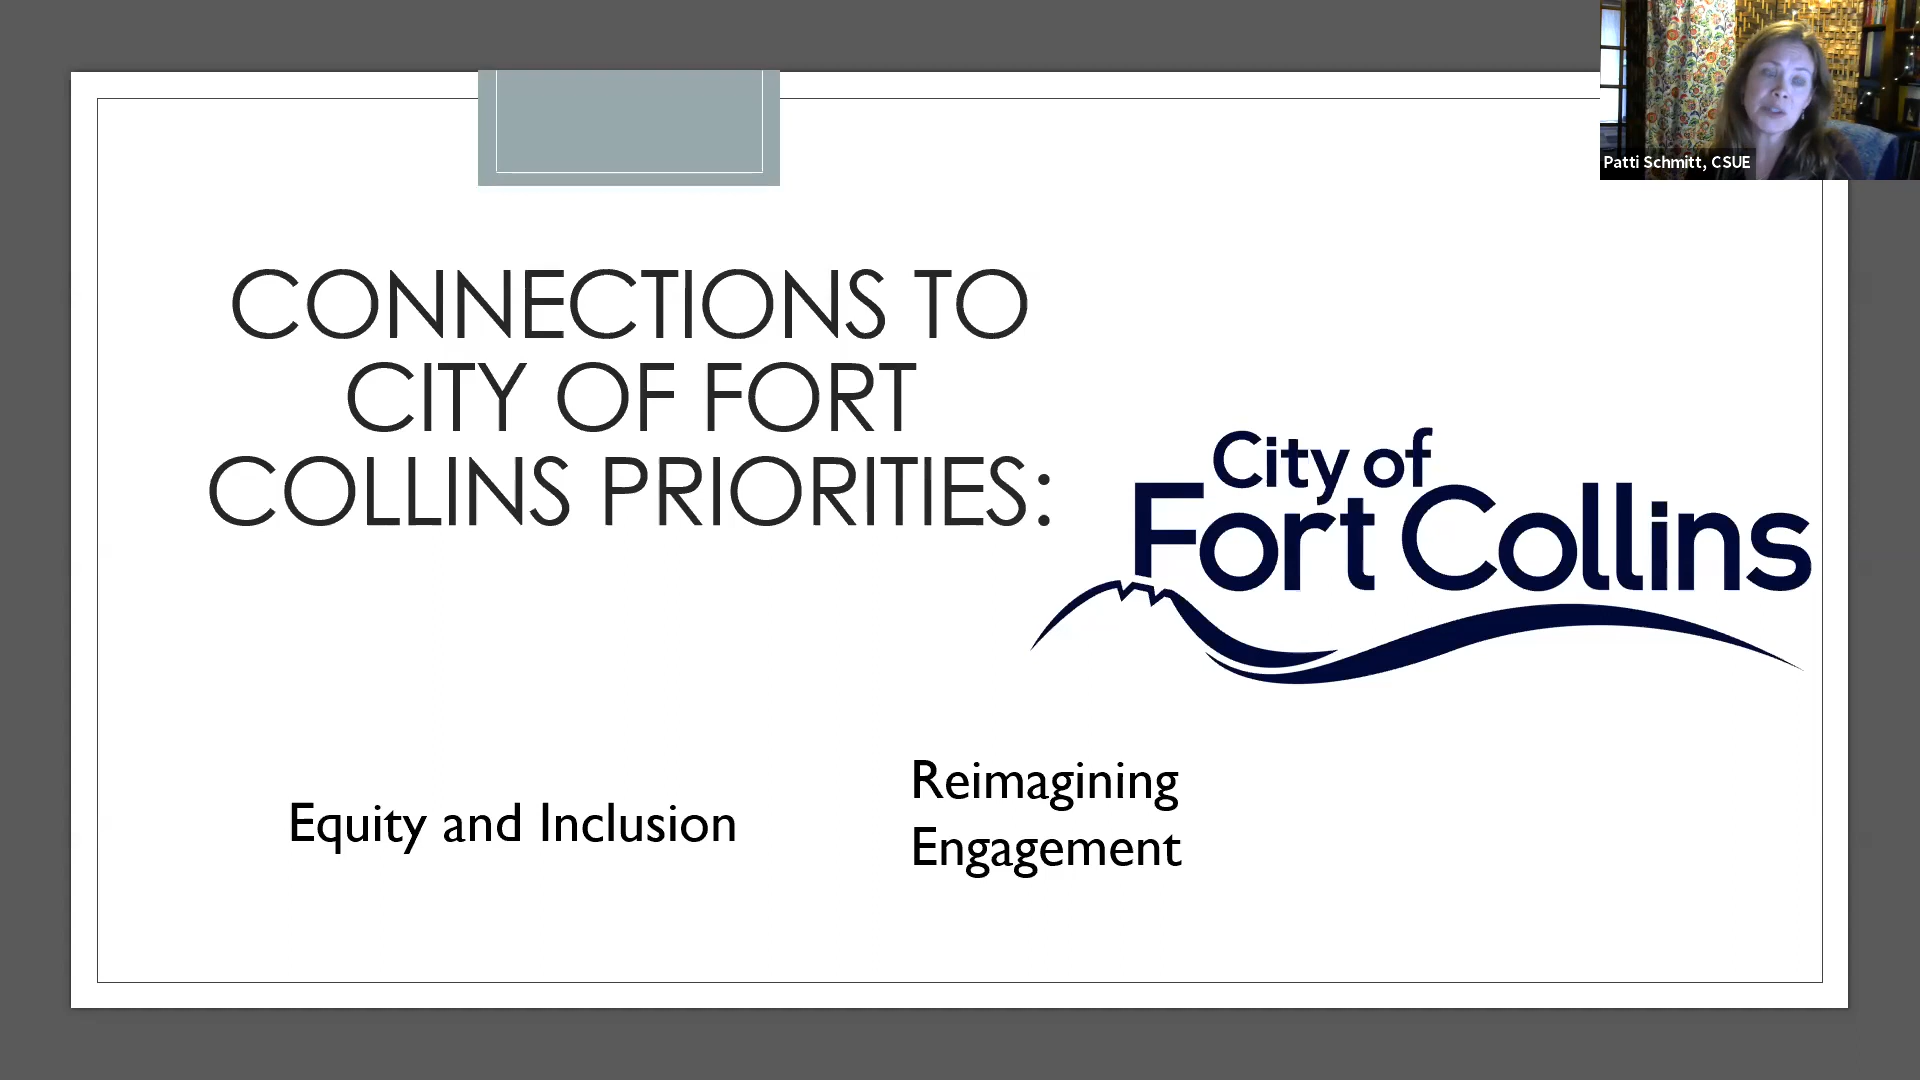 Patti Schmitt, CSUE
CONNECTIONS TO
CITY OF FORT
COLLINS PRIORITIES:
City of
Fort Collins
Equity and Inclusion
Reimagining
Engagement